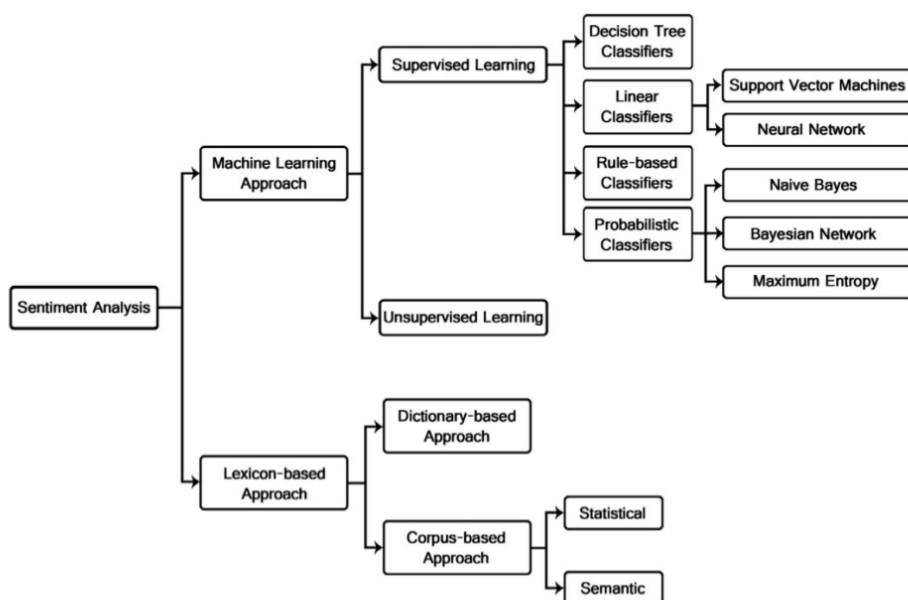 Sentiment Analysis
Machine Learning
Approach
Supervised Learning
Decision Tree
Classifiers
Linear
Classifiers
Support Vector Machines
Neural Network
Rule-based
Classifiers
Probabilistic
Classifiers
Naive Bayes
Bayesian Network
Maximum Entropy
Unsupervised Learning
Lexicon-based
Approach
Dictionary-based
Approach
Corpus-based
Approach
Statistical
Semantic